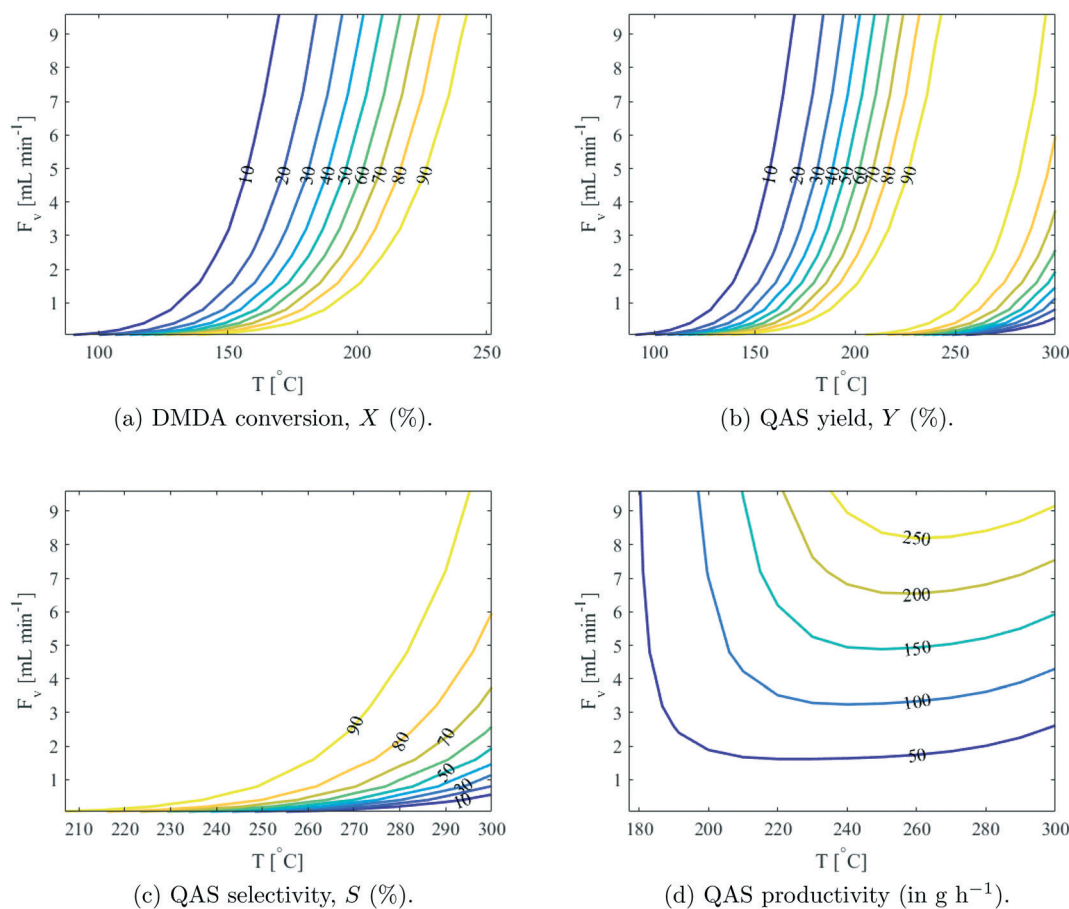 9
8
7
6
5
4
3
2
1
F_v [mL min⁻¹]
10 20 30 40 50 60 70 80 90
100 150 200 250
T [°C]
(a) DMDA conversion, X (%).
9
8
7
6
5
4
3
2
1
F_v [mL min⁻¹]
10 20 30 40 50 60 70 80 90
100 150 200 250 300
T [°C]
(b) QAS yield, Y (%).
9
8
7
6
5
4
3
2
1
F_v [mL min⁻¹]
90 80 70 50 30 10
210 220 230 240 250 260 270 280 290 300
T [°C]
(c) QAS selectivity, S (%).
9
8
7
6
5
4
3
2
1
F_v [mL min⁻¹]
250
200
150
100
50
180 200 220 240 260 280 300
T [°C]
(d) QAS productivity (in g h⁻¹).